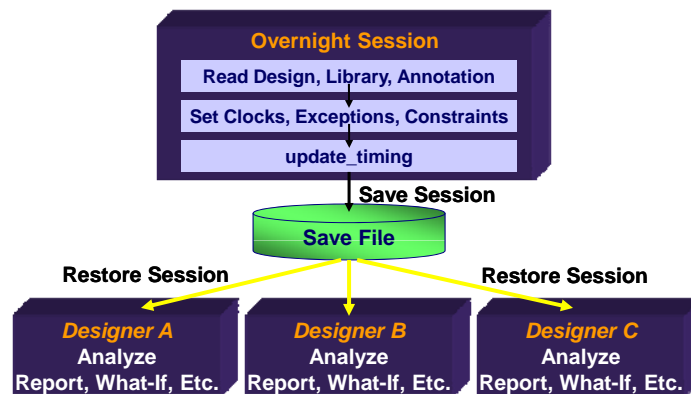 Overnight Session
Read Design, Library, Annotation
Set Clocks, Exceptions, Constraints
update_timing
Save Session
Save File
Restore Session
Restore Session
Designer A
Analyze
Report, What-If, Etc.
Designer B
Analyze
Report, What-If, Etc.
Designer C
Analyze
Report, What-If, Etc.